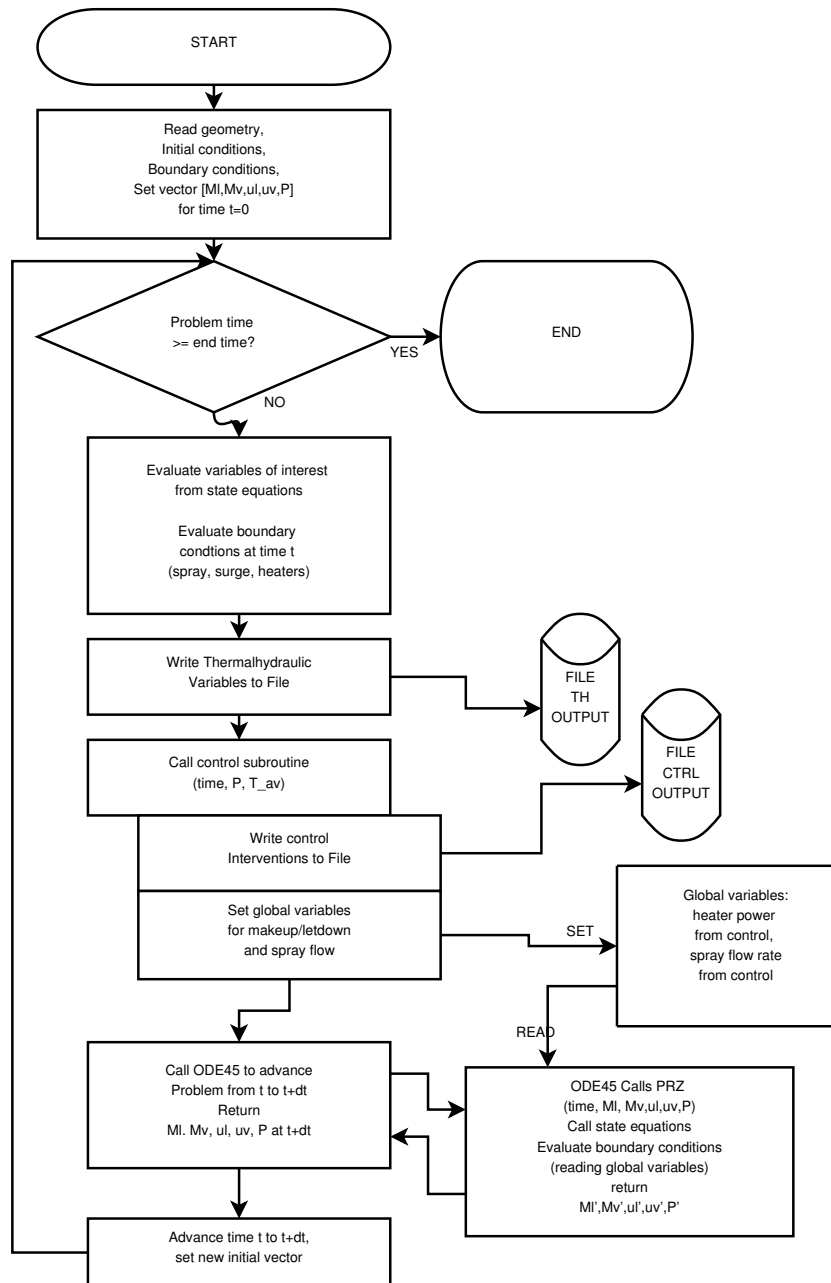 START
Read geometry,
Initial conditions,
Boundary conditions,
Set vector [Ml,Mv,ul,uv,P]
for time t=0
Problem time
>= end time?
YES
END
NO
Evaluate variables of interest
from state equations
Evaluate boundary
condtions at time t
(spray, surge, heaters)
Write Thermalhydraulic
Variables to File
FILE
TH
OUTPUT
Call control subroutine
(time, P, T_av)
FILE
CTRL
OUTPUT
Write control
Interventions to File
Set global variables
for makeup/letdown
and spray flow
SET
Global variables:
heater power
from control,
spray flow rate
from control
READ
Call ODE45 to advance
Problem from t to t+dt
Return
Ml. Mv, ul, uv, P at t+dt
ODE45 Calls PRZ
(time, Ml, Mv,ul,uv,P)
Call state equations
Evaluate boundary conditions
(reading global variables)
return
Ml',Mv',ul',uv',P'
Advance time t to t+dt,
set new initial vector